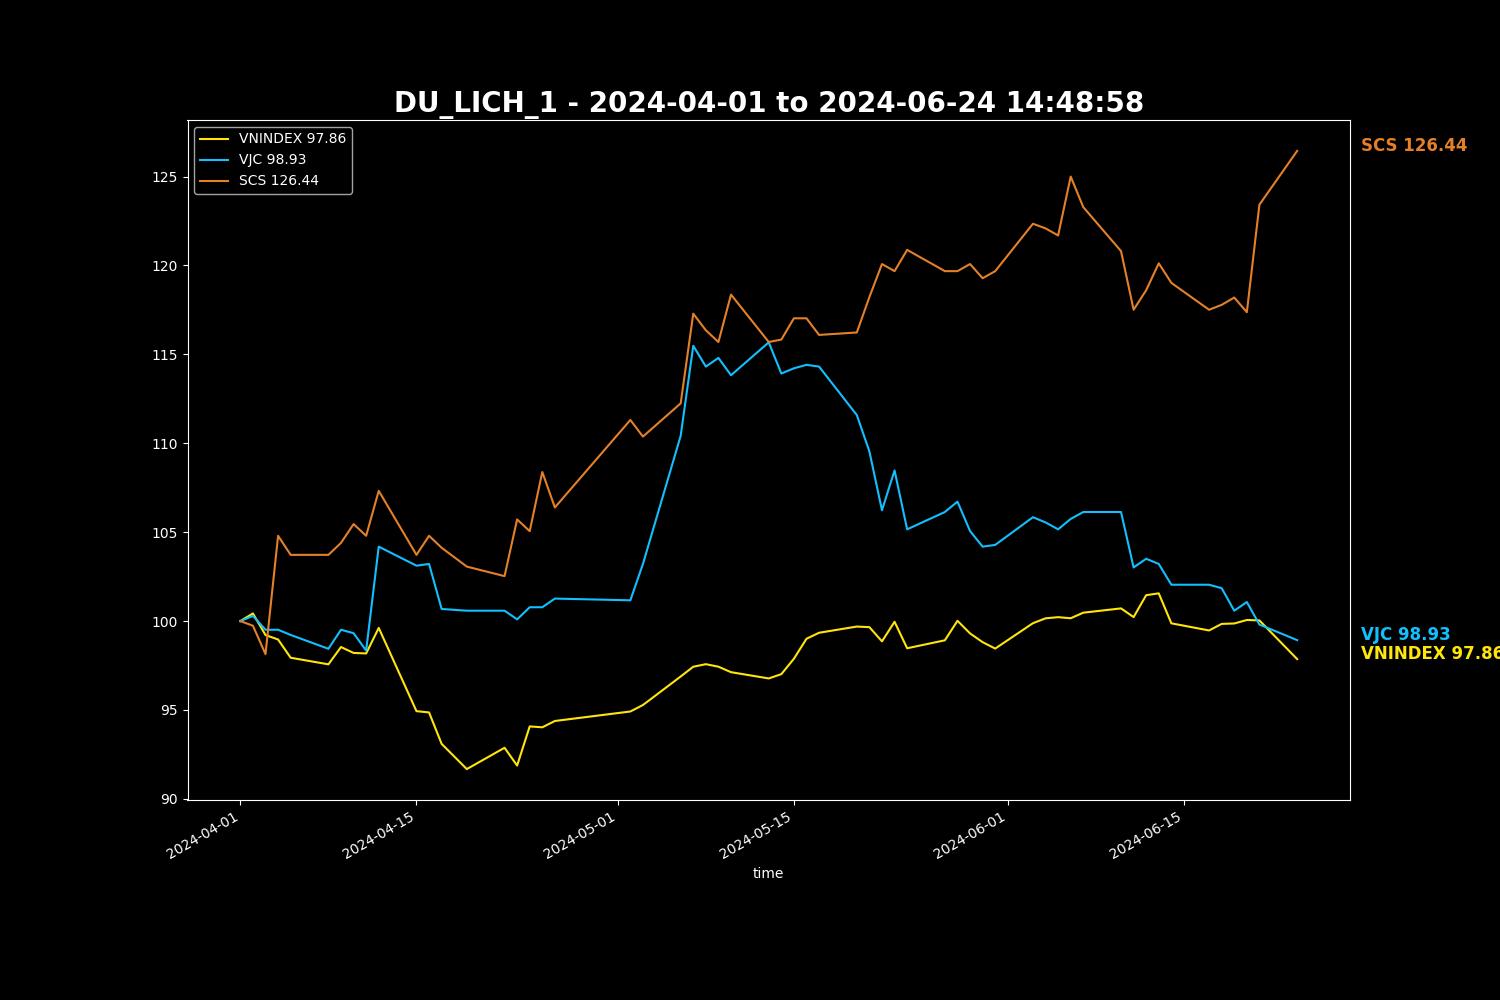 DU_LICH_1 - 2024-04-01 to 2024-06-24 14:48:58
VNINDEX 97.86
VJC 98.93
SCS 126.44
SCS 126.44
125
120
115
110
105
100
VJC 98.93
VNINDEX 97.86
95
90
2024-04-01
2024-04-15
2024-05-01
2024-05-15
2024-06-01
2024-06-15
time